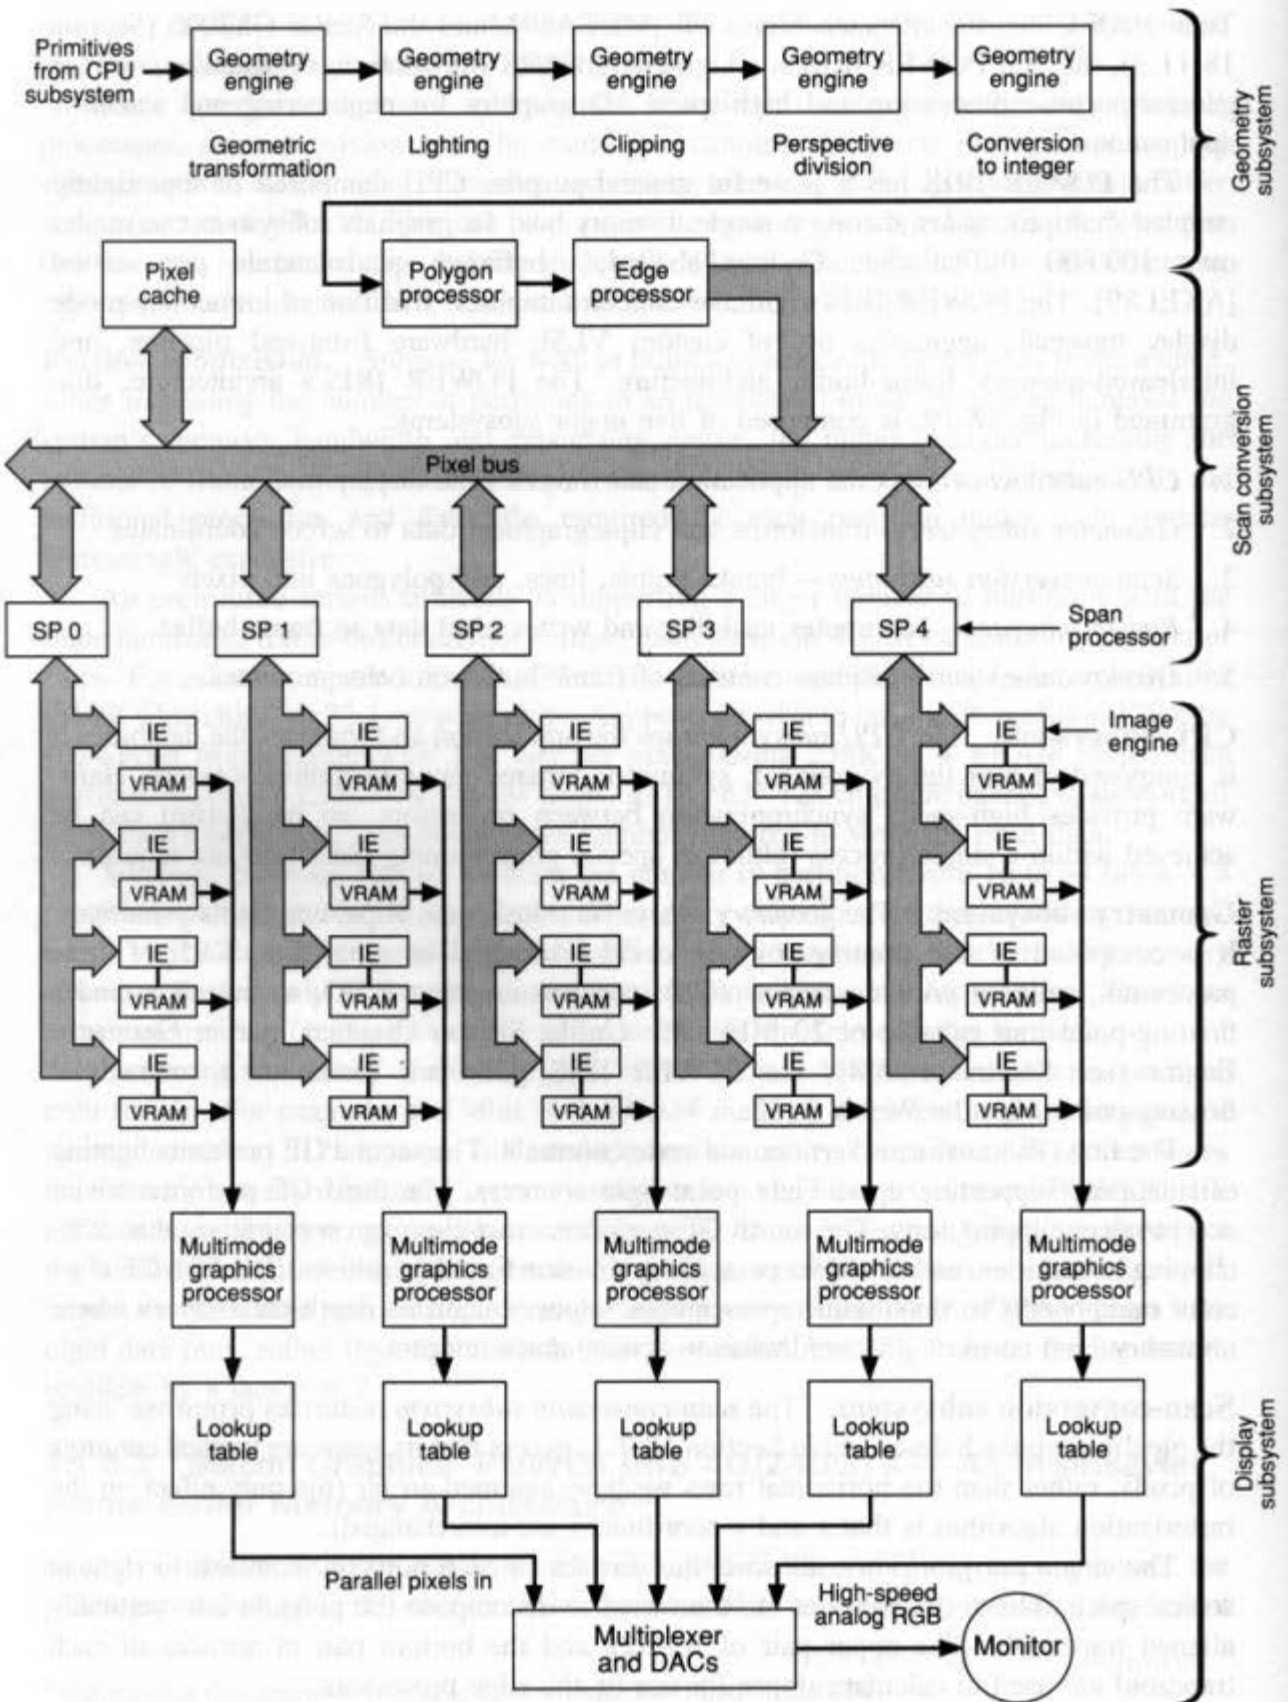 Primitives
from CPU
subsystem
Geometry
engine
Geometry
engine
Geometry
engine
Geometry
engine
Geometry
engine
Geometric
transformation
Lighting
Clipping
Perspective
division
Conversion
to integer
Geometry
subsystem
Pixel
cache
Polygon
processor
Edge
processor
Pixel bus
Scan conversion
subsystem
SP 0
SP 1
SP 2
SP 3
SP 4
Span
processor
IE
IE
IE
IE
IE
Image
engine
VRAM
VRAM
VRAM
VRAM
VRAM
IE
IE
IE
IE
IE
VRAM
VRAM
VRAM
VRAM
VRAM
IE
IE
IE
IE
IE
VRAM
VRAM
VRAM
VRAM
VRAM
IE
IE
IE
IE
IE
VRAM
VRAM
VRAM
VRAM
VRAM
Raster
subsystem
Multimode
graphics
processor
Multimode
graphics
processor
Multimode
graphics
processor
Multimode
graphics
processor
Multimode
graphics
processor
Lookup
table
Lookup
table
Lookup
table
Lookup
table
Lookup
table
Display
subsystem
Parallel pixels in
High-speed
analog RGB
Multiplexer
and DACs
Monitor